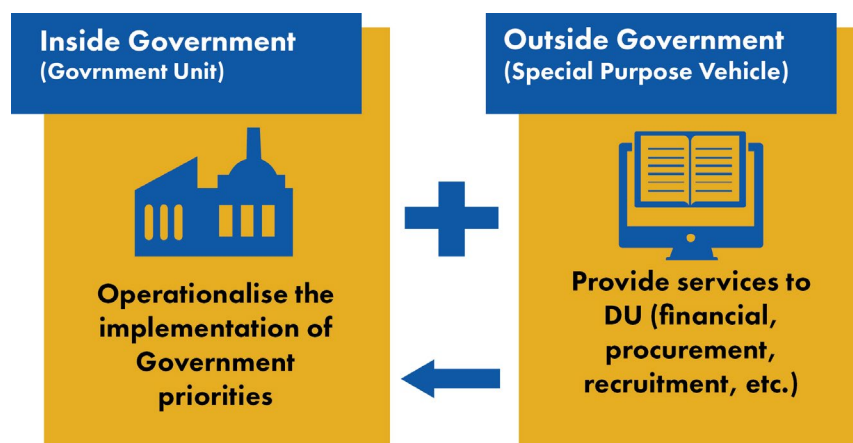 Inside Government
(Govrnment Unit)
Operationalise the
implementation of
Government
priorities
Outside Government
(Special Purpose Vehicle)
Provide services to
DU (financial,
procurement,
recruitment, etc.)